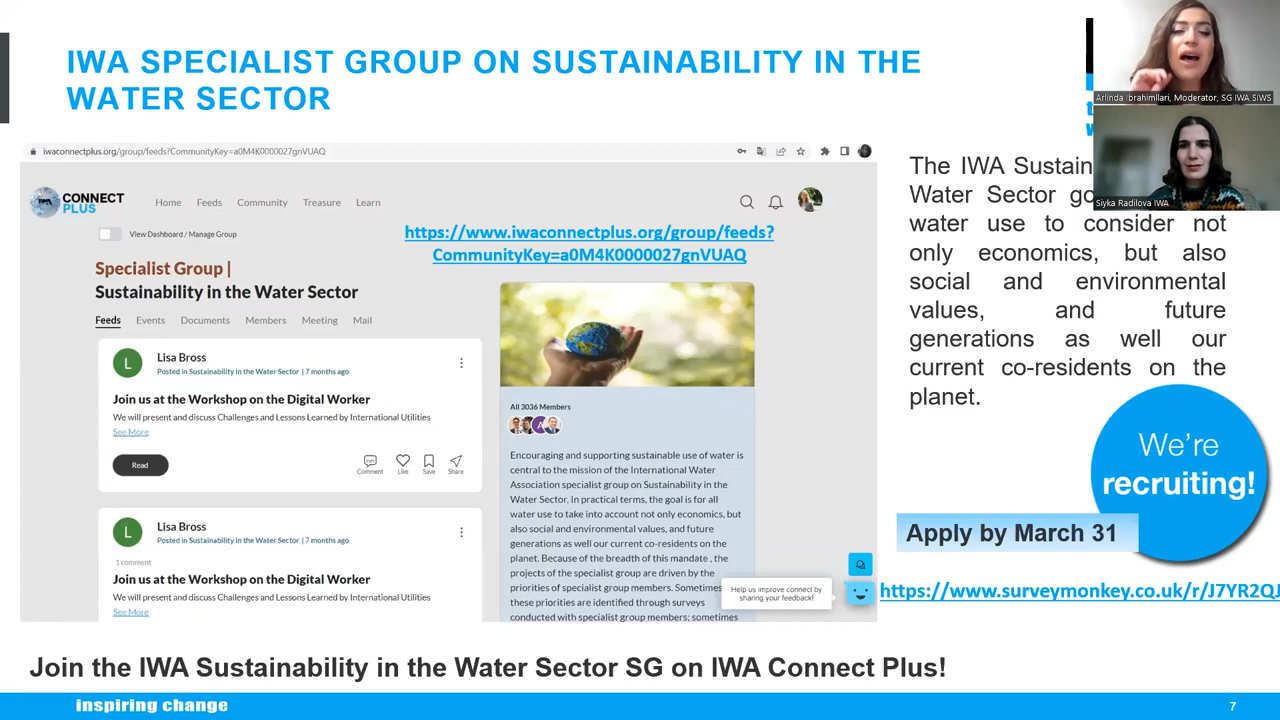 IWA SPECIALIST GROUP ON SUSTAINABILITY IN THE
WATER SECTOR
Arlinda Ibrahimllari, Moderator, SG IWA SIWS
Siyka Radilova IWA
iwaconnectplus.org/group/feeds?CommunityKey=a0M4K0000027gnVUAQ
CONNECT
PLUS
Home Feeds Community Treasure Learn
View Dashboard / Manage Group
https://www.iwaconnectplus.org/group/feeds?
CommunityKey=a0M4K0000027gnVUAQ
Specialist Group |
Sustainability in the Water Sector
Feeds Events Documents Members Meeting Mail
L
Lisa Bross
Posted in Sustainability in the Water Sector | 7 months ago
Join us at the Workshop on the Digital Worker
We will present and discuss Challenges and Lessons Learned by International Utilities
See More
Read
Comment Like Save Share
L
Lisa Bross
Posted in Sustainability in the Water Sector | 7 months ago
1 comment
Join us at the Workshop on the Digital Worker
See More
All 3036 Members
A
Encouraging and supporting sustainable use of water is
central to the mission of the International Water
Association specialist group on Sustainability in the
Water Sector. In practical terms, the goal is for all
water use to take into account not only economics, but
also social and environmental values, and future
generations as well our current co-residents on the
planet. Because of the breadth of this mandate , the
projects of the specialist group are driven by the
priorities of specialist group members. Sometimes
these priorities are identified through surveys
conducted with specialist group members; sometimes
Help us improve connect by
sharing your feedback!
The IWA
Water Sector
water use to consider not
only economics, but also
social and environmental
values, and future
generations as well our
current co-residents on the
planet.
We're
recruiting!
Apply by March 31
https://www.surveymonkey.co.uk/r/J7YR2QJ
Join the IWA Sustainability in the Water Sector SG on IWA Connect Plus!
inspiring change
7